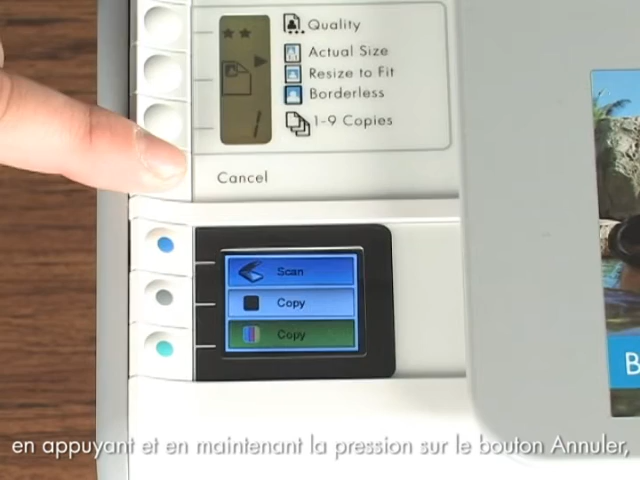 Quality
Actual Size
Resize to Fit
Borderless
1-9 Copies
Cancel
Scan
Copy
Copy
B
en appuyant et en maintenant la pression sur le bouton Annuler,